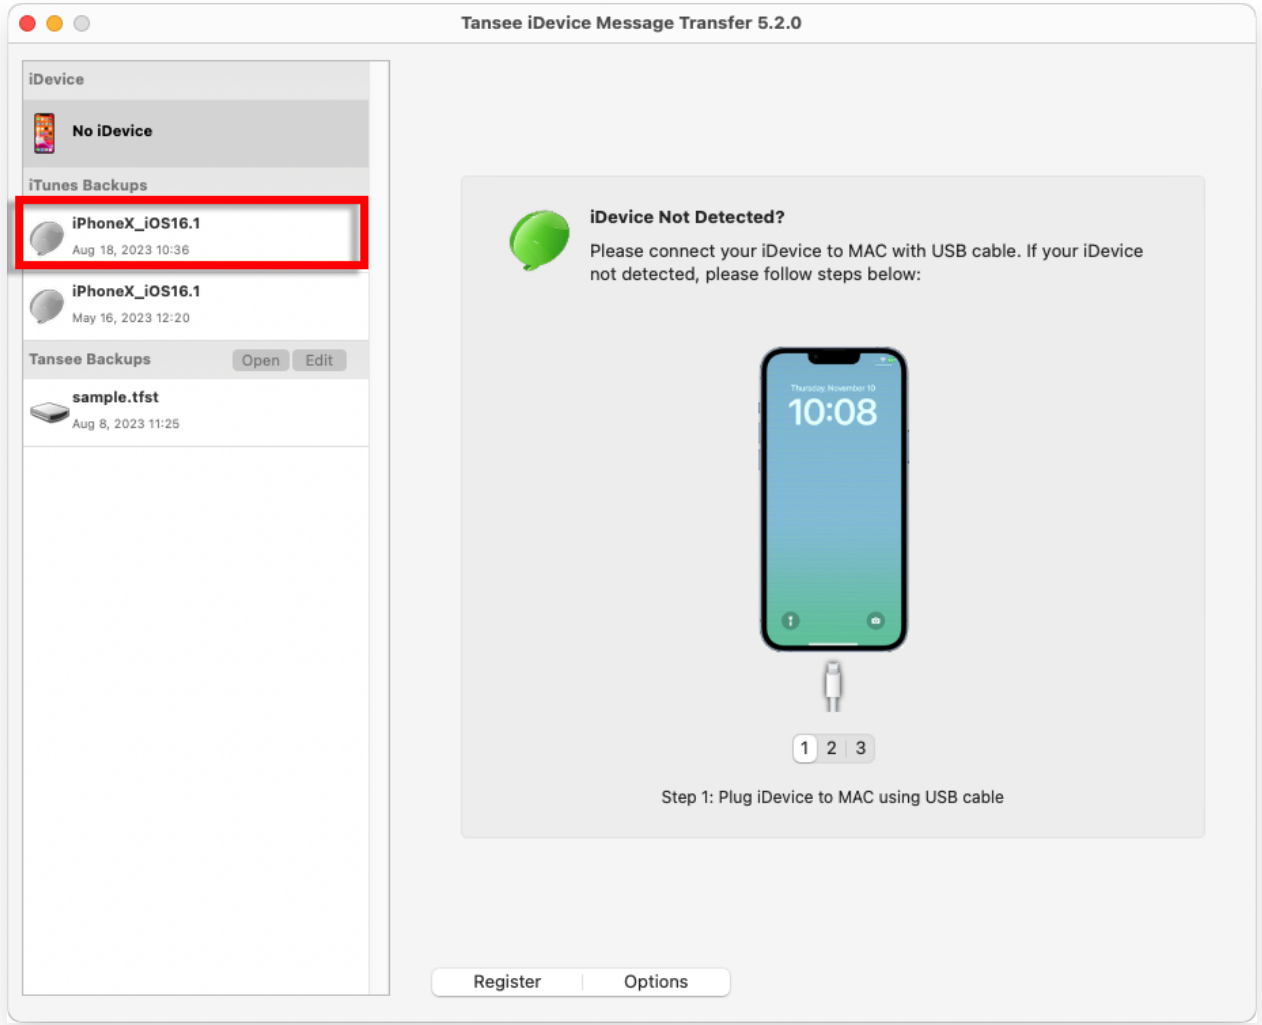 Tansee iDevice Message Transfer 5.2.0
iDevice
No iDevice
iTunes Backups
iPhoneX_iOS16.1
Aug 18, 2023 10:36
iPhoneX_iOS16.1
May 16, 2023 12:20
Tansee Backups Open Edit
sample.tfst
Aug 8, 2023 11:25
iDevice Not Detected?
Please connect your iDevice to MAC with USB cable. If your iDevice
not detected, please follow steps below:
Thursday, November 10
10:08
1 2 3
Step 1: Plug iDevice to MAC using USB cable
Register Options